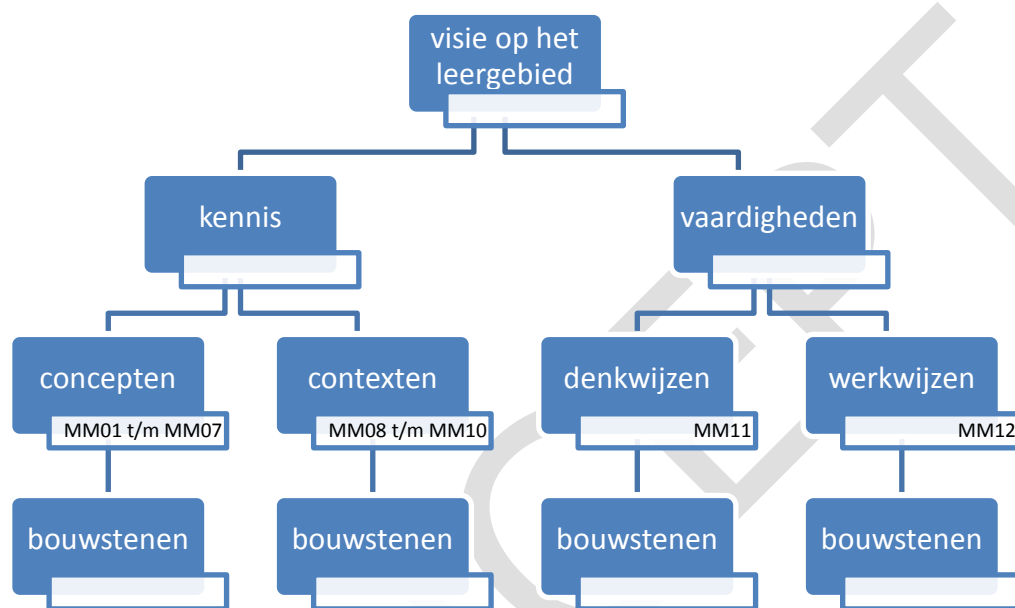 visie op het
leergebied
kennis
vaardigheden
concepten
MM01 t/m MM07
contexten
MM08 t/m MM10
denkwijzen
MM11
werkwijzen
MM12
bouwstenen
bouwstenen
bouwstenen
bouwstenen